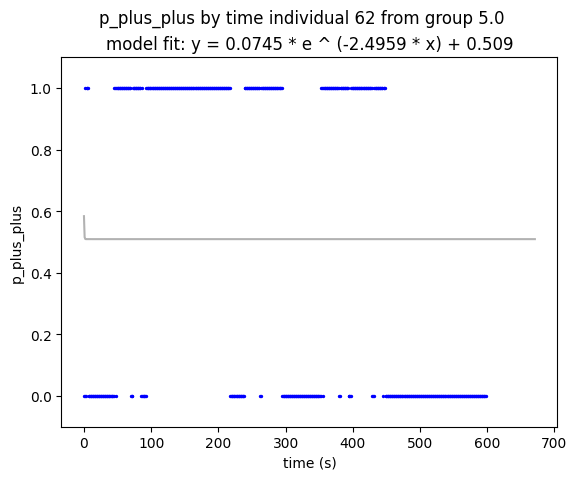 p_plus_plus by time individual 62 from group 5.0
model fit: y = 0.0745 * e ^ (-2.4959 * x) + 0.509
1.0
0.8
0.6
0.4
0.2
0.0
p_plus_plus
0 100 200 300 400 500 600 700
time (s)